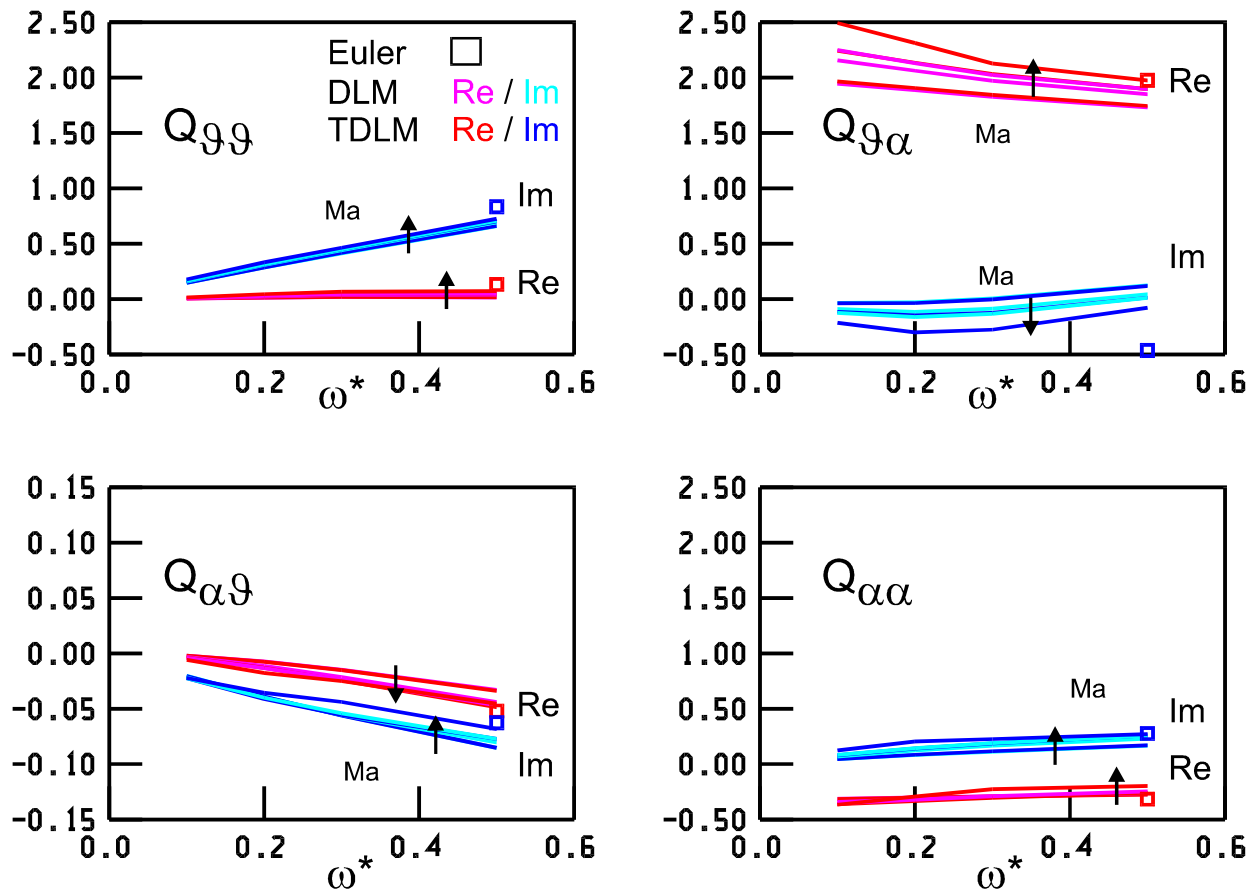 2.50
2.00
1.50
1.00
0.50
0.00
-0.50
0.0 0.2 0.4 0.6
ω*
Euler
DLM Re / Im
TDLM Re / Im
Qϑϑ
Ma
Im
Re
2.50
2.00
1.50
1.00
0.50
0.00
-0.50
0.0 0.2 0.4 0.6
ω*
Qϑα
Re
Ma
Ma
Im
0.15
0.10
0.05
0.00
-0.05
-0.10
-0.15
0.0 0.2 0.4 0.6
ω*
Qαϑ
Re
Ma
Im
2.50
2.00
1.50
1.00
0.50
0.00
-0.50
0.0 0.2 0.4 0.6
ω*
Qαα
Ma
Im
Re